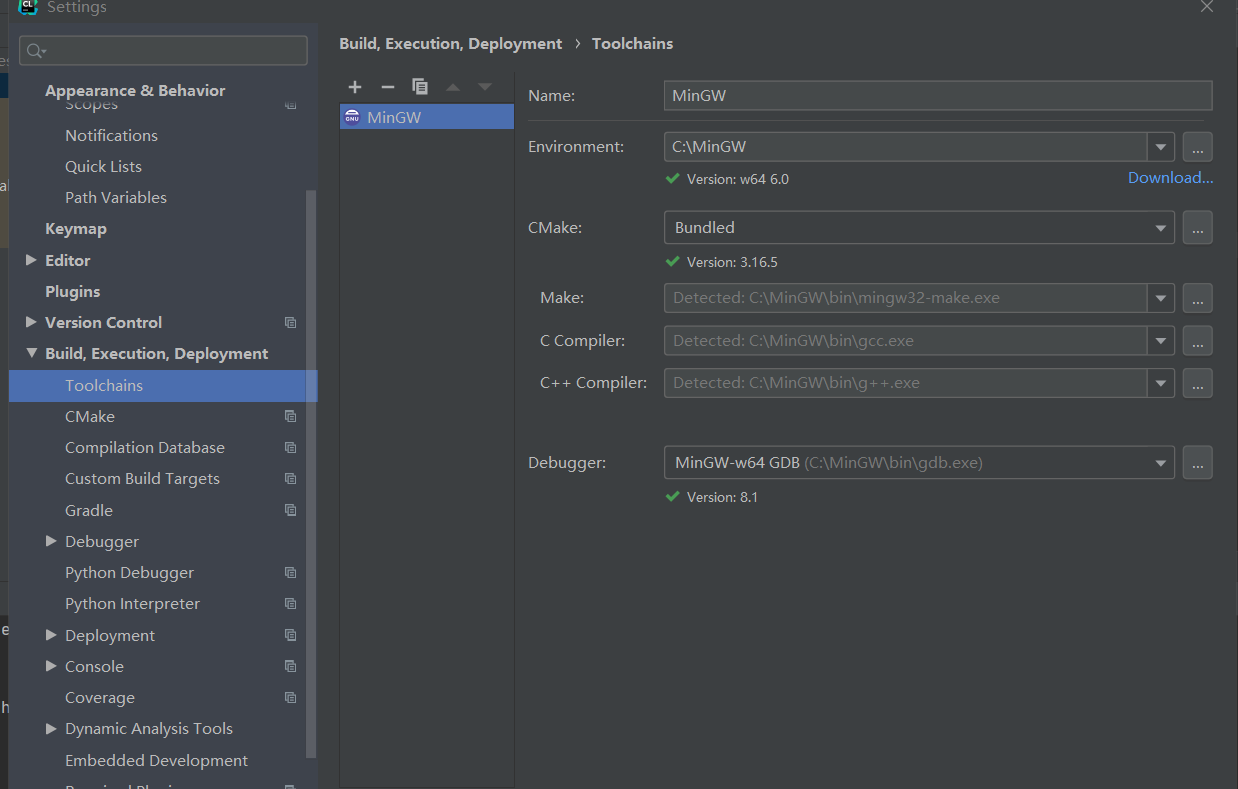 CL Settings
Appearance & Behavior
Scopes
Notifications
Quick Lists
Path Variables
Keymap
Editor
Plugins
Version Control
Build, Execution, Deployment
Toolchains
CMake
Compilation Database
Custom Build Targets
Gradle
Debugger
Python Debugger
Python Interpreter
Deployment
Console
Coverage
Dynamic Analysis Tools
Embedded Development
Build, Execution, Deployment › Toolchains
GNU MinGW
Name: MinGW
Environment: C:\MinGW ...
Version: w64 6.0 Download...
CMake: Bundled ...
Version: 3.16.5
Make: Detected: C:\MinGW\bin\mingw32-make.exe ...
C Compiler: Detected: C:\MinGW\bin\gcc.exe ...
C++ Compiler: Detected: C:\MinGW\bin\g++.exe ...
Debugger: MinGW-w64 GDB (C:\MinGW\bin\gdb.exe) ...
Version: 8.1